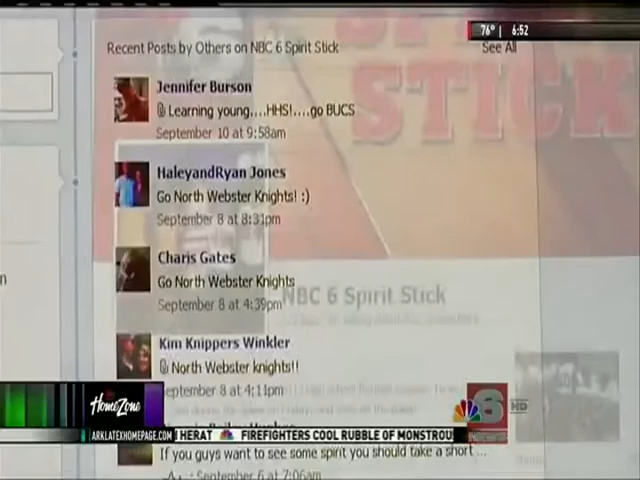 76° 6:52
SPIRIT
STICK
Recent Posts by Others on NBC 6 Spirit Stick
See All
Jennifer Burson
Learning young....HHS!....go BUCS
September 10 at 9:58am
HaleyandRyan Jones
Go North Webster Knights! :)
September 8 at 8:31pm
Charis Gates
Go North Webster Knights
September 8 at 4:39pm
NBC 6 Spirit Stick
Kim Knippers Winkler
North Webster knights!!
September 8 at 4:11pm
If you guys want to see some spirit you should take a short ...
September 6 at 7:06am
HomeZone
6 HD
ARKLATEXHOMEPAGE.COM
HERAT FIREFIGHTERS COOL RUBBLE OF MONSTROU